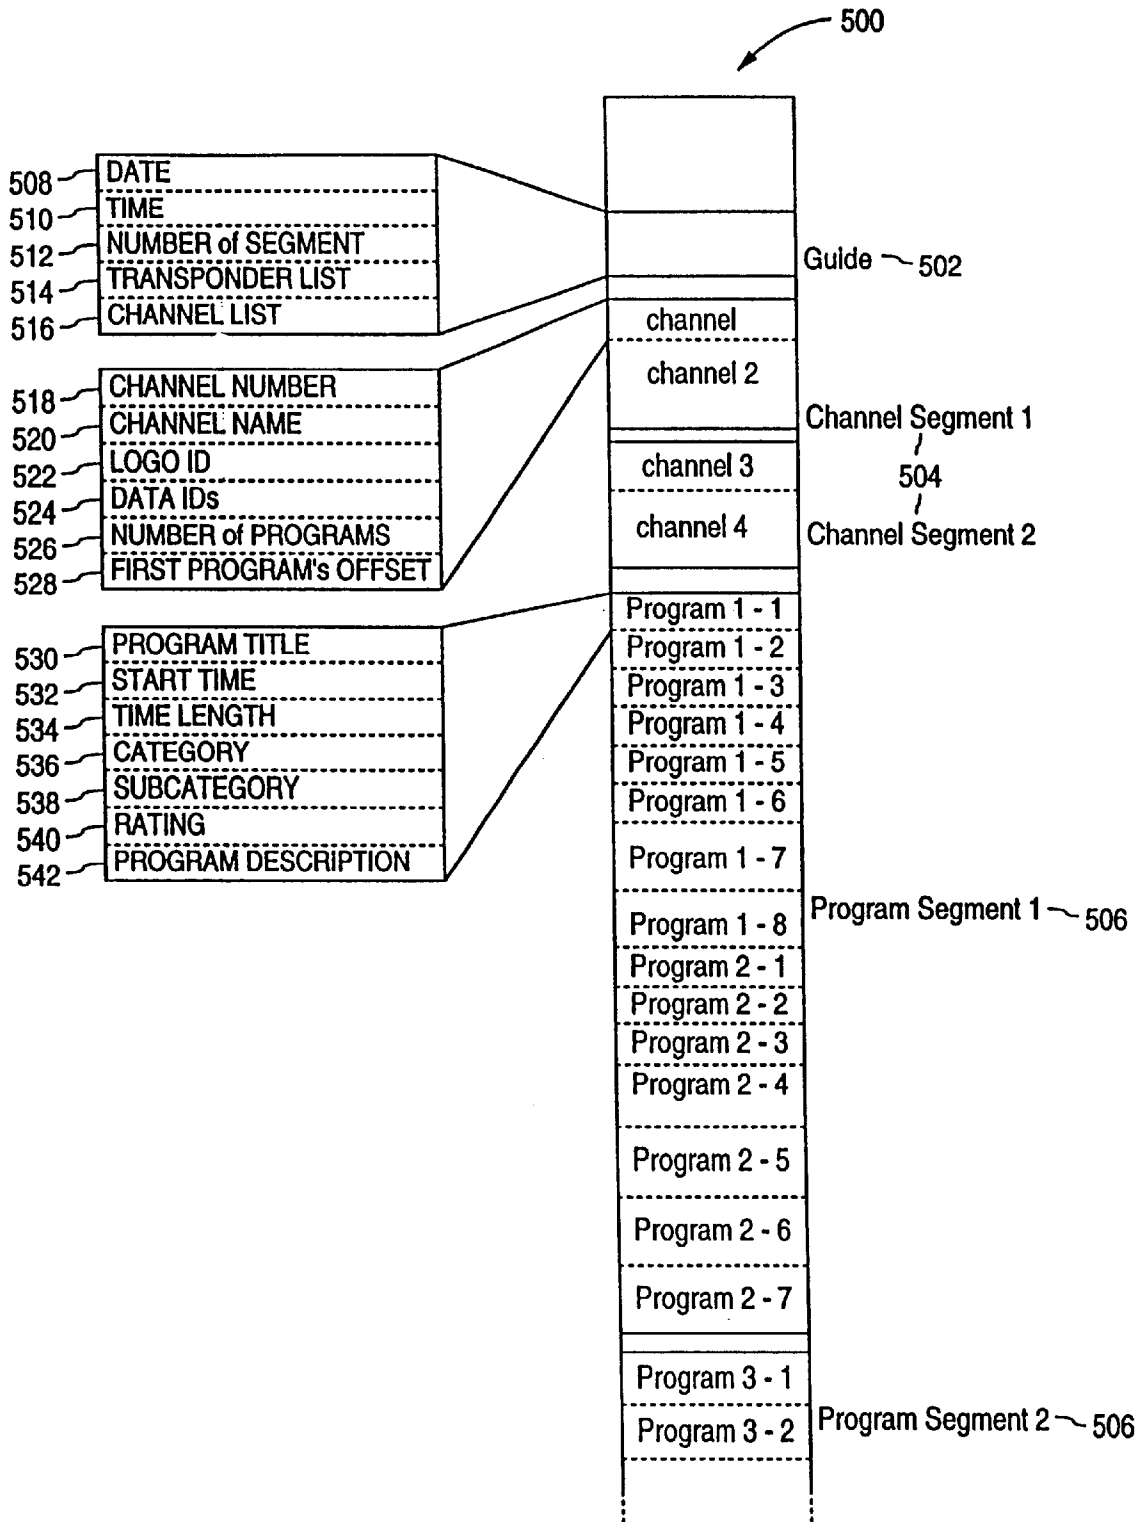 500
508 DATE
510 TIME
512 NUMBER of SEGMENT
514 TRANSPONDER LIST
516 CHANNEL LIST
Guide 502
518 CHANNEL NUMBER
520 CHANNEL NAME
522 LOGO ID
524 DATA IDs
526 NUMBER of PROGRAMS
528 FIRST PROGRAM's OFFSET
channel
channel 2
Channel Segment 1
504
channel 3
channel 4
Channel Segment 2
530 PROGRAM TITLE
532 START TIME
534 TIME LENGTH
536 CATEGORY
538 SUBCATEGORY
540 RATING
542 PROGRAM DESCRIPTION
Program 1 - 1
Program 1 - 2
Program 1 - 3
Program 1 - 4
Program 1 - 5
Program 1 - 6
Program 1 - 7
Program 1 - 8
Program Segment 1 506
Program 2 - 1
Program 2 - 2
Program 2 - 3
Program 2 - 4
Program 2 - 5
Program 2 - 6
Program 2 - 7
Program 3 - 1
Program 3 - 2
Program Segment 2 506